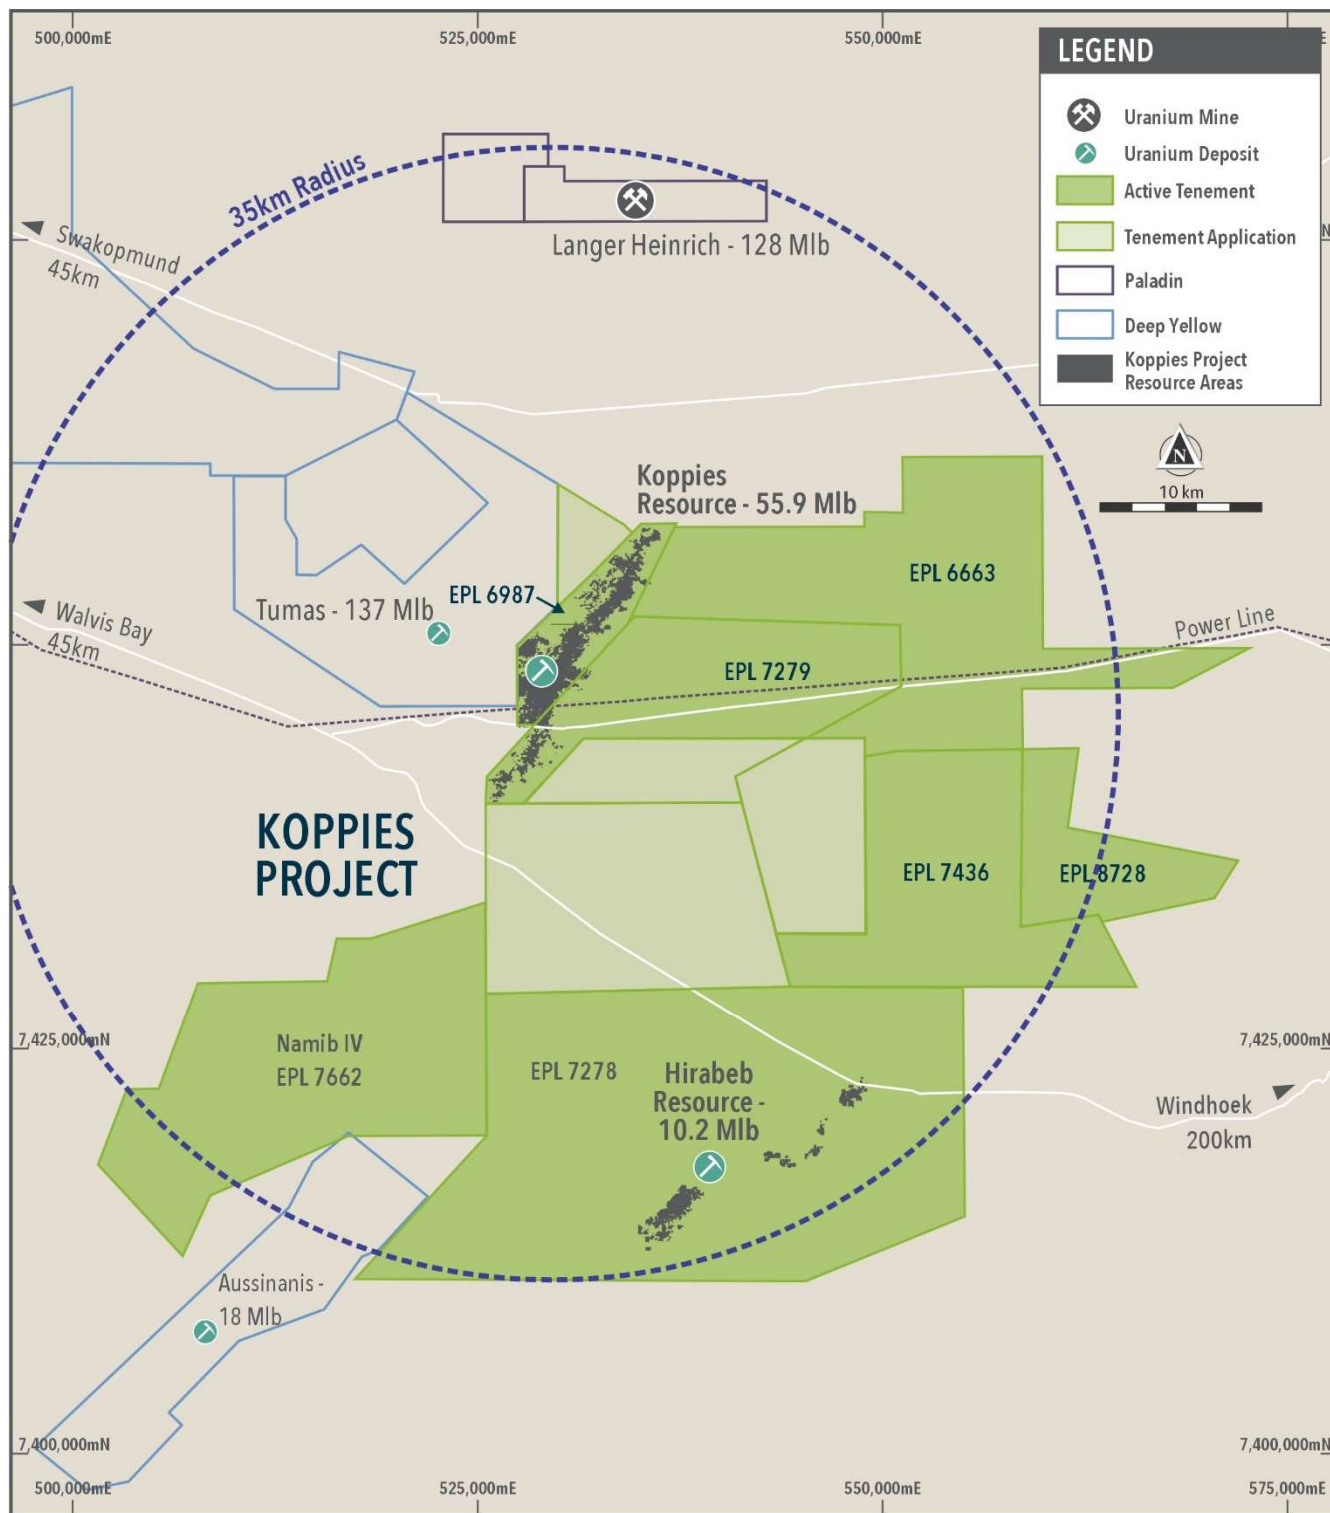 500,000mE
525,000mE
550,000mE
E
LEGEND
Uranium Mine
Uranium Deposit
Active Tenement
Tenement Application
Paladin
Deep Yellow
Koppies Project
Resource Areas
N
10 km
35km Radius
Swakopmund
45km
Langer Heinrich - 128 Mlb
N
Koppies
Resource - 55.9 Mlb
EPL 6663
EPL 6987
Tumas - 137 Mlb
Walvis Bay
45km
Power Line
N
EPL 7279
KOPPIES
PROJECT
EPL 7436
EPL 8728
7,425,000mN
7,425,000mN
Namib IV
EPL 7662
EPL 7278
Hirabeb
Resource -
10.2 Mlb
Windhoek
200km
Aussinanis -
18 Mlb
7,400,000mN
7,400,000mN
500,000mE
525,000mE
550,000mE
575,000mE